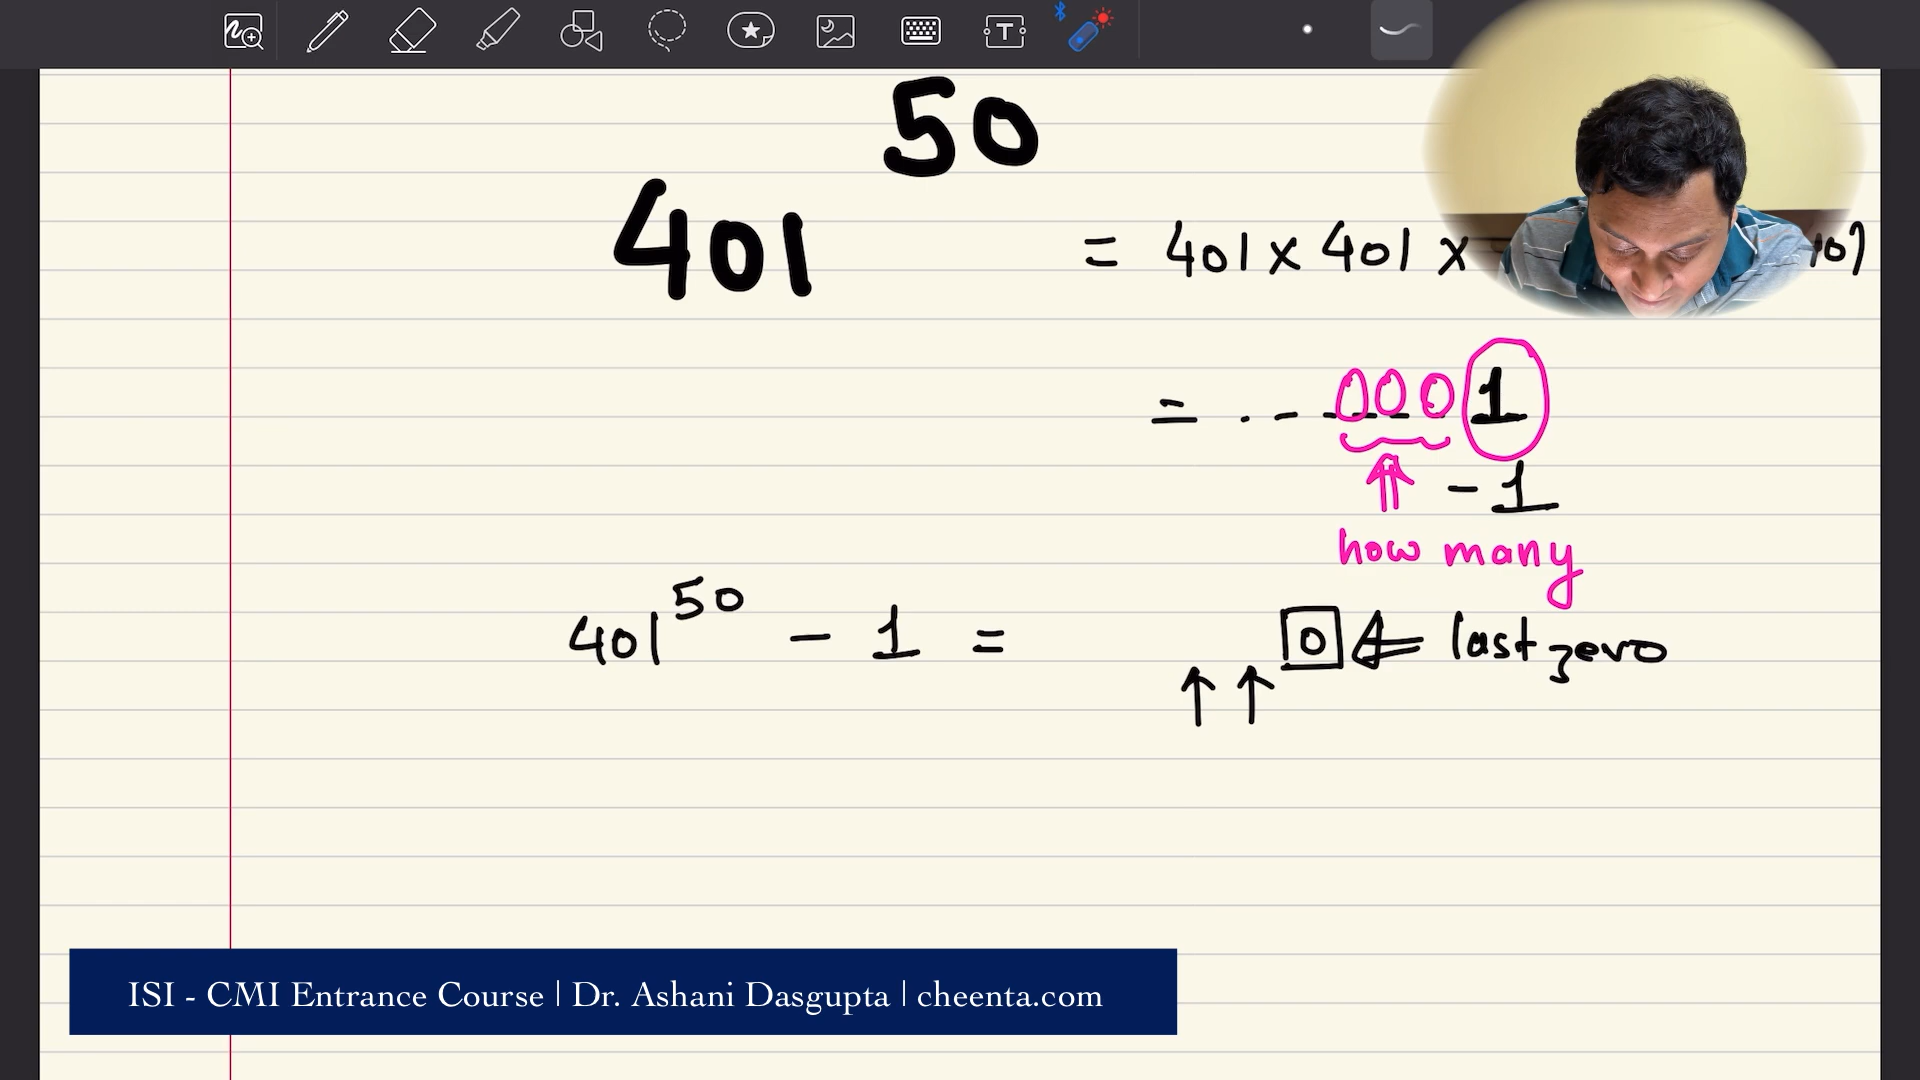 50
401 = 401 x 401 x 401
= . - - - 0 0 0 1
- 1
how many
401^50 - 1 = 0 ⇐ last zero
ISI - CMI Entrance Course | Dr. Ashani Dasgupta | cheenta.com